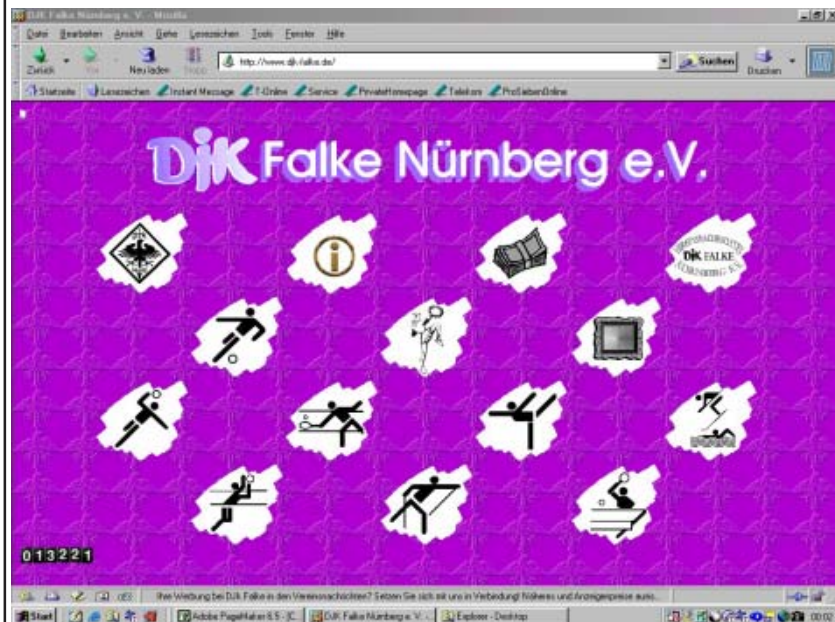 DJK Falke Nürnberg e. V. - Mozilla
Datei Bearbeiten Ansicht Gehe Lesezeichen Tools Fenster Hilfe
Zurück Vor Neu laden Stopp http://www.djk-falke.de/ Suchen Drucken
Startseite Lesezeichen Instant Message T-Online Service PrivateHomepage Telekom ProSiebenOnline
DJK Falke Nürnberg e.V.
DJK FALKE
NÜRNBERG E.V.
013221
Ihre Werbung bei DJK Falke in den Vereinsnachrichten? Setzen Sie sich mit uns in Verbindung! Näheres und Anzeigenpreise
Start Adobe PageMaker 6.5 - [C DJK Falke Nürnberg e. V. - Explorer - Desktop 00:02